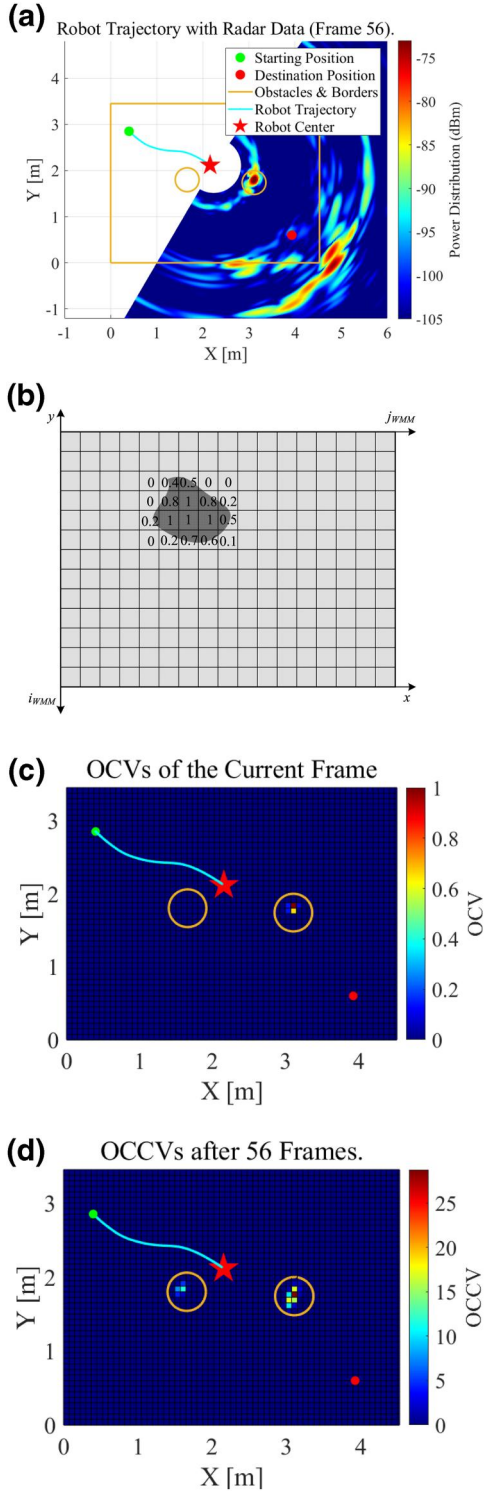 (a)
Robot Trajectory with Radar Data (Frame 56).
Starting Position
Destination Position
Obstacles & Borders
Robot Trajectory
Robot Center
4
3
2
1
0
-1
Y [m]
-1 0 1 2 3 4 5 6
X [m]
-75
-80
-85
-90
-95
-100
-105
Power Distribution (dBm)
(b)
y
j_WMM
0 0.4 0.5 0 0
0 0.8 1 0.8 0.2
0.2 1 1 1 0.5
0 0.2 0.7 0.6 0.1
i_WMM
x
(c)
OCVs of the Current Frame
3
2
1
0
Y [m]
0 1 2 3 4
X [m]
1
0.8
0.6
0.4
0.2
0
OCV
(d)
OCCVs after 56 Frames.
3
2
1
0
Y [m]
0 1 2 3 4
X [m]
25
20
15
10
5
0
OCCV